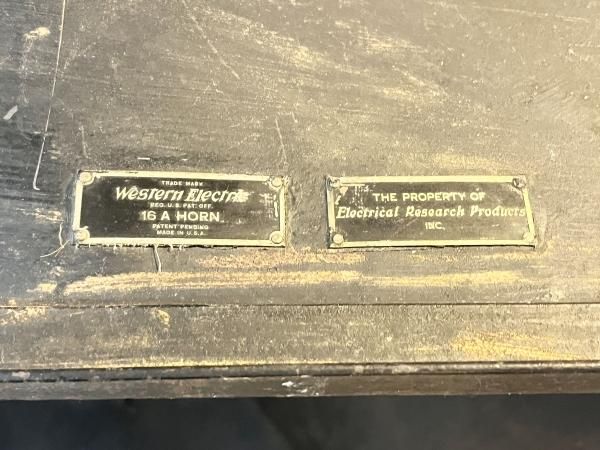 TRADE MARK
Western Electric
REG. U.S. PAT. OFF.
16 A HORN
PATENT PENDING
MADE IN U.S.A.
THE PROPERTY OF
Electrical Research Products
INC.